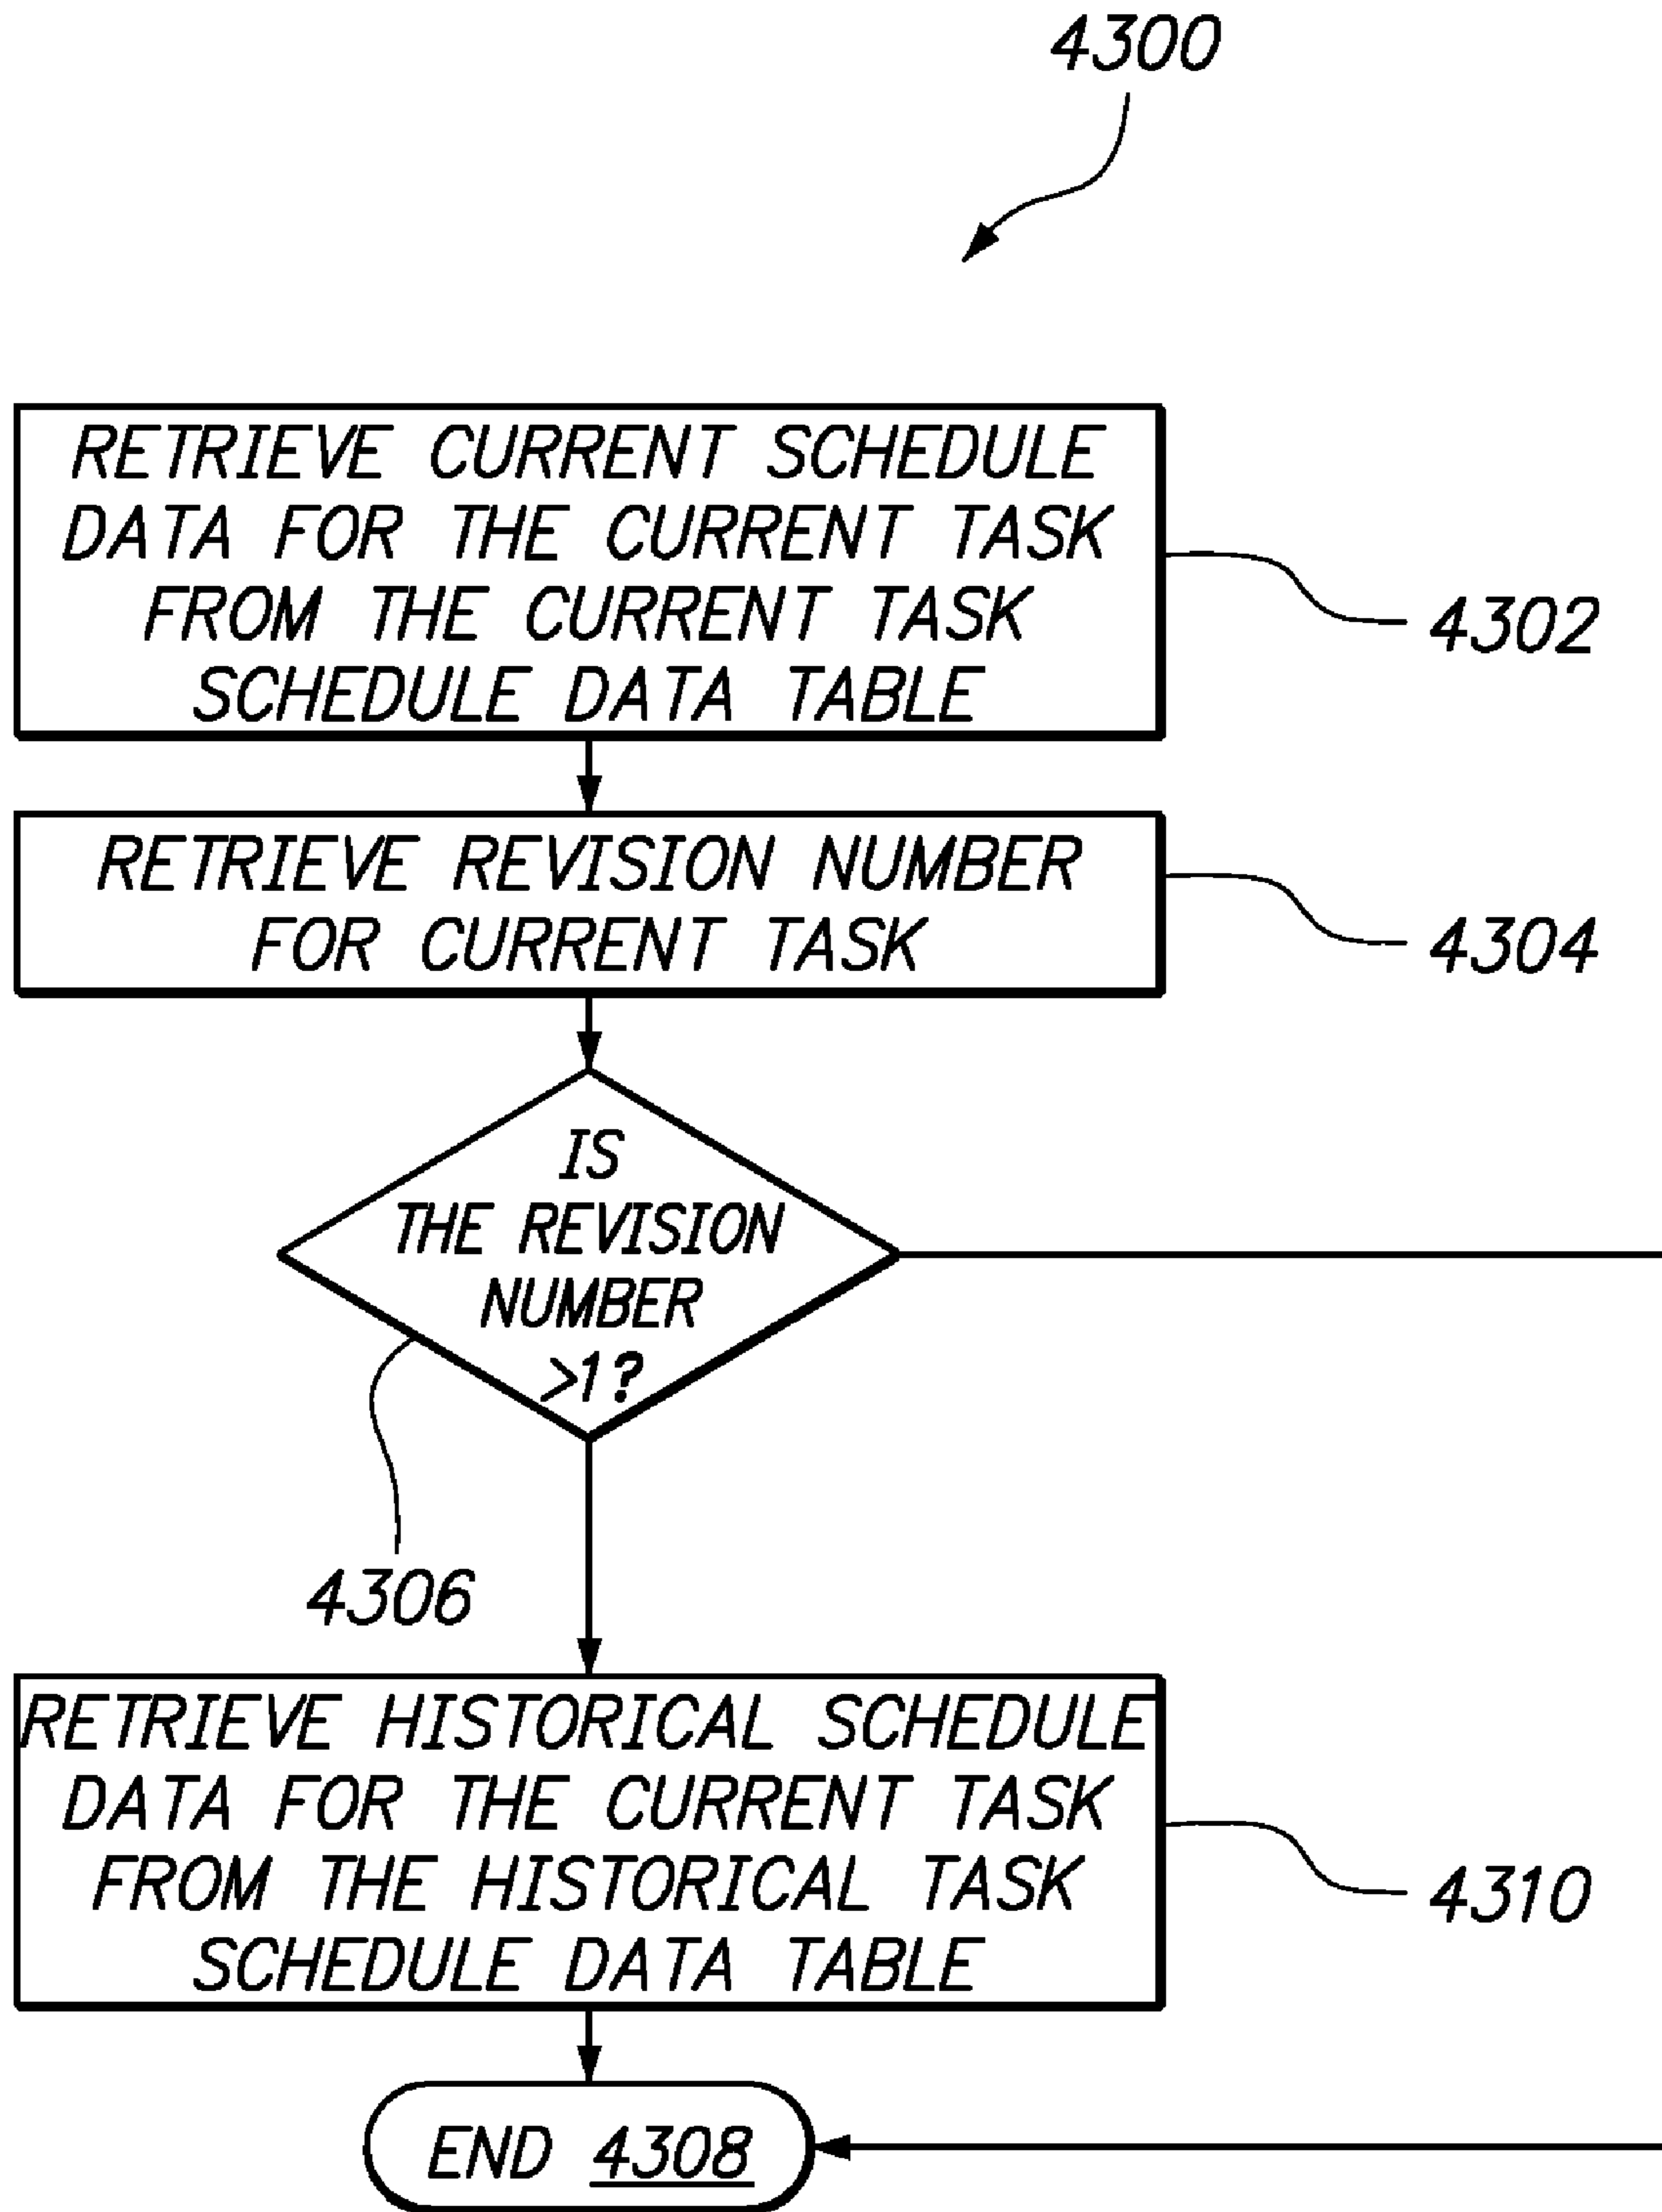 4300
RETRIEVE CURRENT SCHEDULE
DATA FOR THE CURRENT TASK
FROM THE CURRENT TASK
SCHEDULE DATA TABLE
4302
RETRIEVE REVISION NUMBER
FOR CURRENT TASK
4304
IS
THE REVISION
NUMBER
>1?
4306
RETRIEVE HISTORICAL SCHEDULE
DATA FOR THE CURRENT TASK
FROM THE HISTORICAL TASK
SCHEDULE DATA TABLE
4310
END 4308